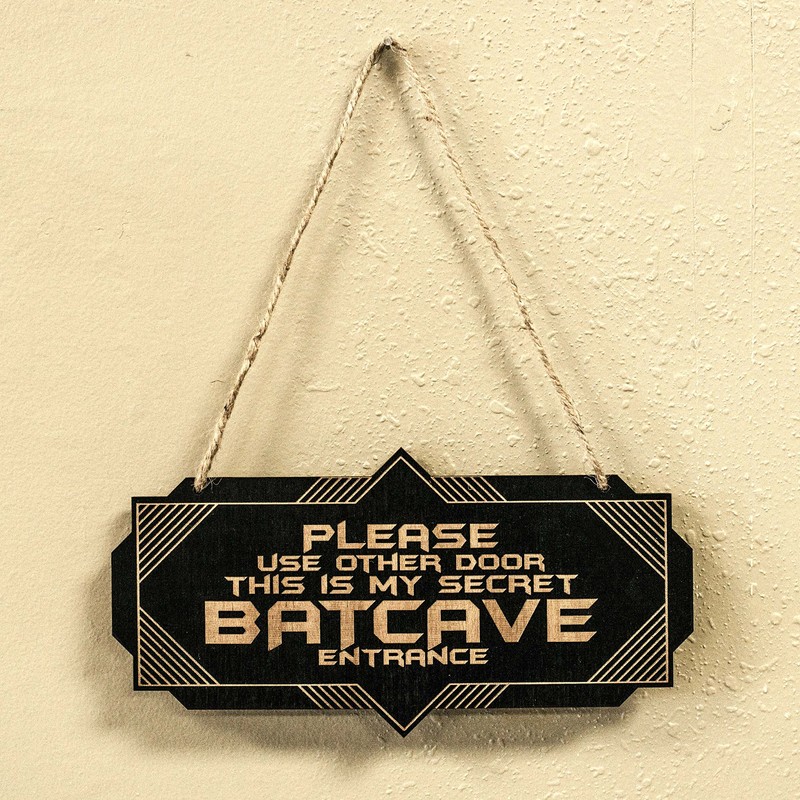 PLEASE
USE OTHER DOOR
THIS IS MY SECRET
BATCAVE
ENTRANCE